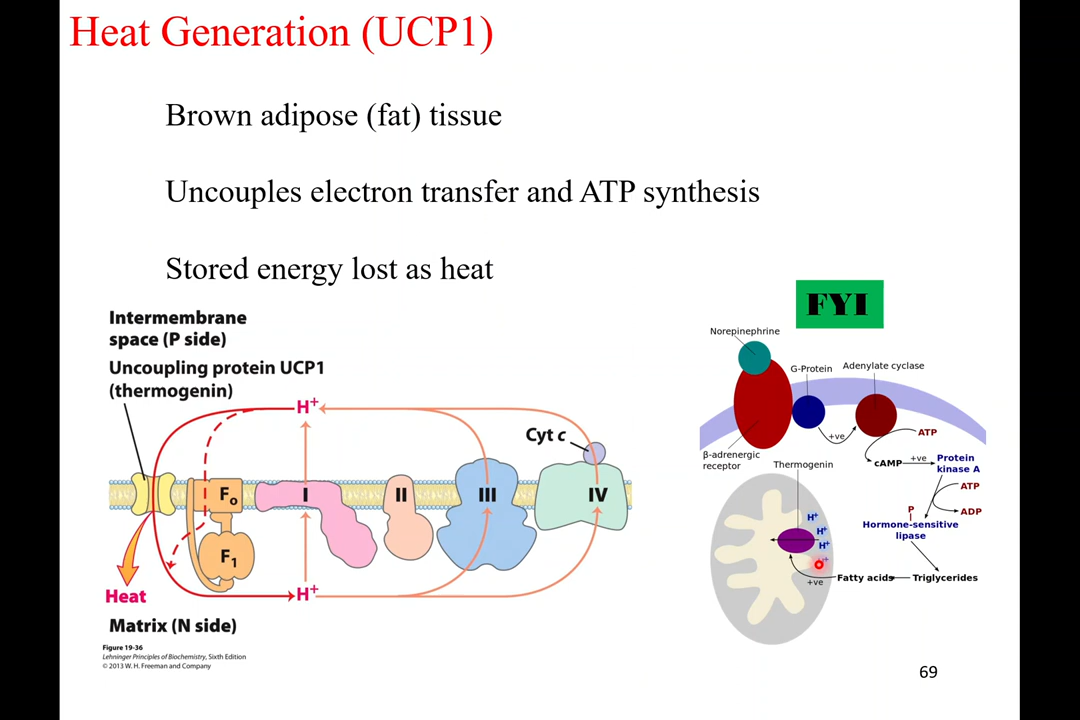 Heat Generation (UCP1)
Brown adipose (fat) tissue
Uncouples electron transfer and ATP synthesis
Stored energy lost as heat
Intermembrane
space (P side)
Uncoupling protein UCP1
(thermogenin)
H+
Cyt c
Fo
I
II
III
IV
F1
Heat
H+
Matrix (N side)
Figure 19-36
Lehninger Principles of Biochemistry, Sixth Edition
© 2013 W. H. Freeman and Company
FYI
Norepinephrine
G-Protein
Adenylate cyclase
+ve
ATP
β-adrenergic
receptor
Thermogenin
cAMP
+ve
Protein
kinase A
ATP
P
ADP
Hormone-sensitive
lipase
H+
H+
H+
+ve
Fatty acids
Triglycerides
69